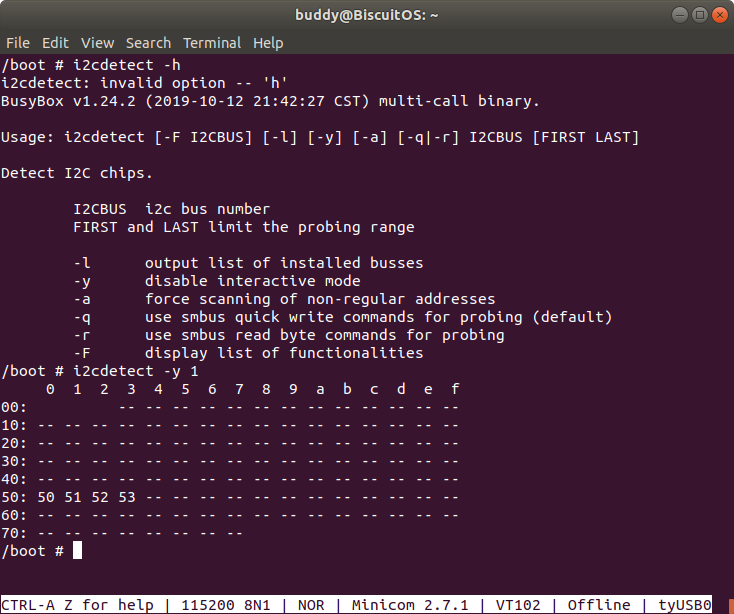 buddy@BiscuitOS: ~
File Edit View Search Terminal Help
/boot # i2cdetect -h
i2cdetect: invalid option -- 'h'
BusyBox v1.24.2 (2019-10-12 21:42:27 CST) multi-call binary.
Usage: i2cdetect [-F I2CBUS] [-l] [-y] [-a] [-q|-r] I2CBUS [FIRST LAST]
Detect I2C chips.
I2CBUS  i2c bus number
FIRST and LAST limit the probing range
-l      output list of installed busses
-y      disable interactive mode
-a      force scanning of non-regular addresses
-q      use smbus quick write commands for probing (default)
-r      use smbus read byte commands for probing
-F      display list of functionalities
/boot # i2cdetect -y 1
     0  1  2  3  4  5  6  7  8  9  a  b  c  d  e  f
00:          -- -- -- -- -- -- -- -- -- -- -- -- --
10: -- -- -- -- -- -- -- -- -- -- -- -- -- -- -- --
20: -- -- -- -- -- -- -- -- -- -- -- -- -- -- -- --
30: -- -- -- -- -- -- -- -- -- -- -- -- -- -- -- --
40: -- -- -- -- -- -- -- -- -- -- -- -- -- -- -- --
50: 50 51 52 53 -- -- -- -- -- -- -- -- -- -- -- --
60: -- -- -- -- -- -- -- -- -- -- -- -- -- -- -- --
70: -- -- -- -- -- -- -- --
/boot #
CTRL-A Z for help | 115200 8N1 | NOR | Minicom 2.7.1 | VT102 | Offline | tyUSB0